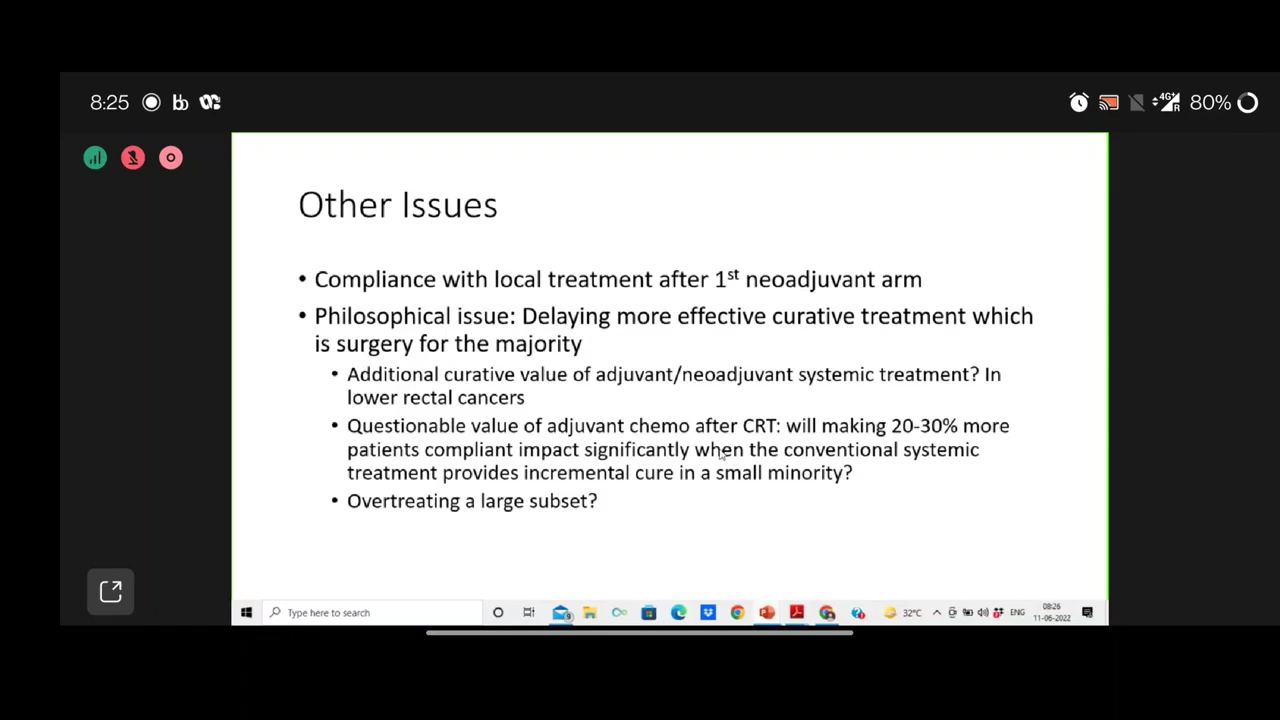 8:25
4G+
R
80%
Other Issues
• Compliance with local treatment after 1st neoadjuvant arm
• Philosophical issue: Delaying more effective curative treatment which
is surgery for the majority
• Additional curative value of adjuvant/neoadjuvant systemic treatment? In
lower rectal cancers
• Questionable value of adjuvant chemo after CRT: will making 20-30% more
patients compliant impact significantly when the conventional systemic
treatment provides incremental cure in a small minority?
• Overtreating a large subset?
Type here to search
32°C
ENG
08:26
11-06-2022